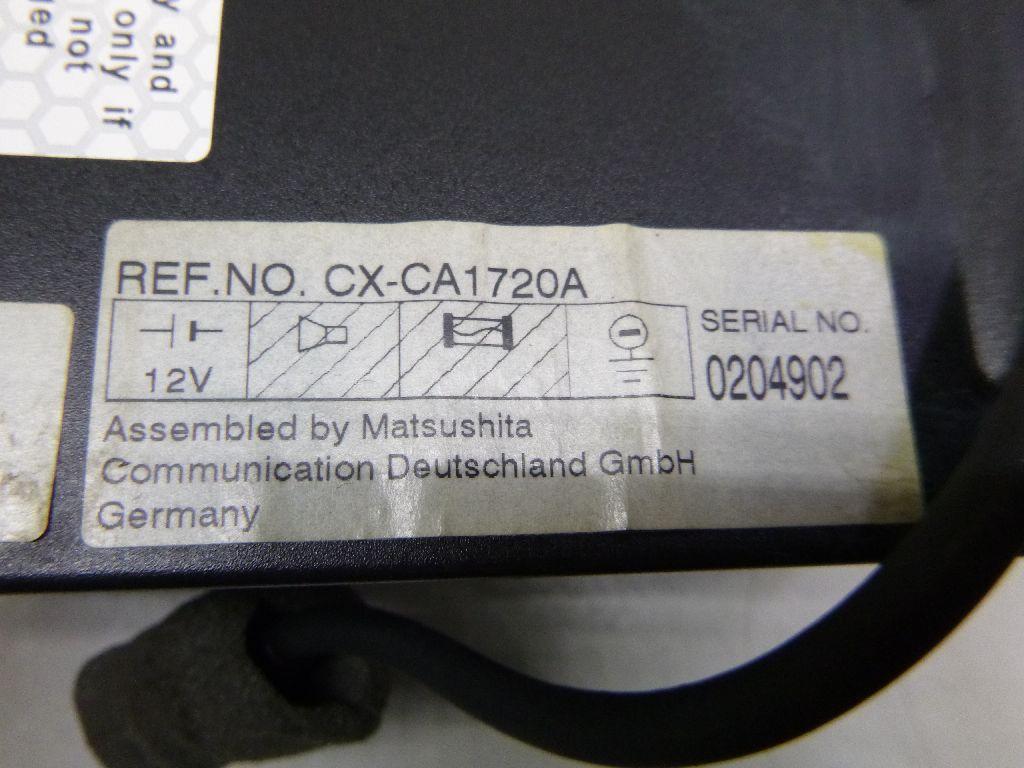 y and
only if
not
led
REF.NO. CX-CA1720A
12V
SERIAL NO.
0204902
Assembled by Matsushita
Communication Deutschland GmbH
Germany